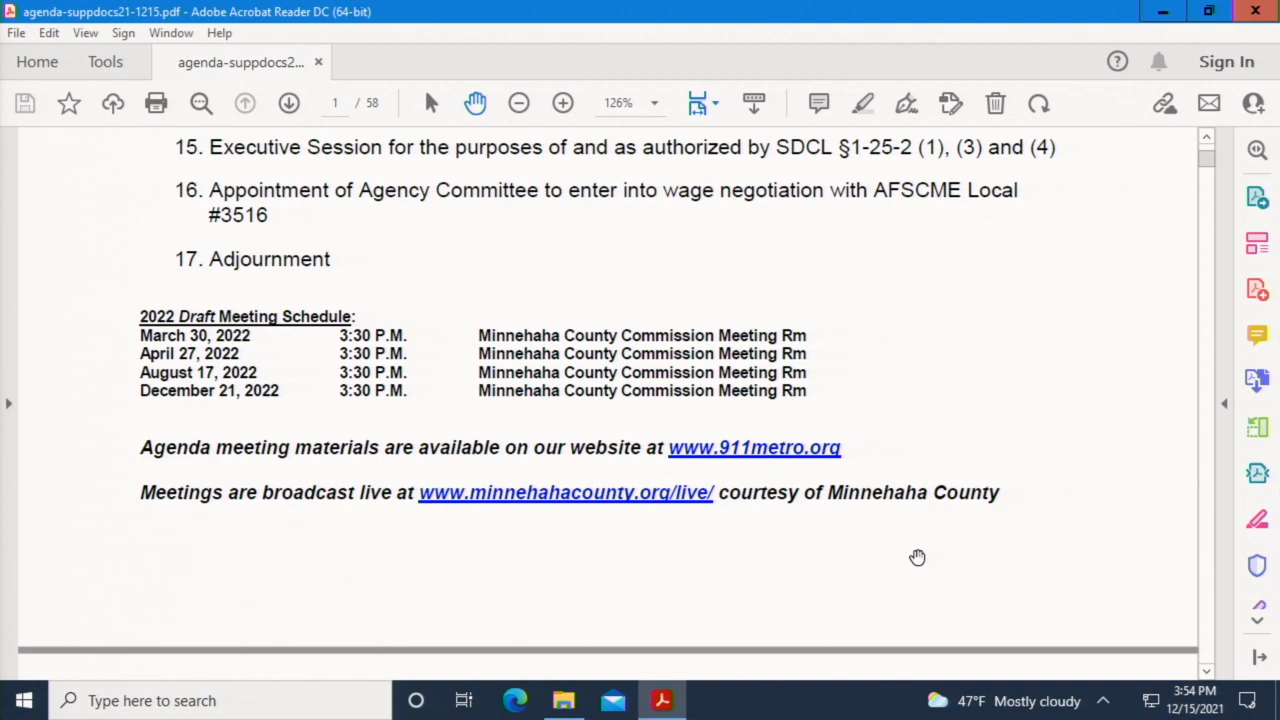 agenda-suppdocs21-1215.pdf - Adobe Acrobat Reader DC (64-bit)
File Edit View Sign Window Help
Home Tools agenda-suppdocs2... × Sign In
1 / 58 126%
15. Executive Session for the purposes of and as authorized by SDCL §1-25-2 (1), (3) and (4)
16. Appointment of Agency Committee to enter into wage negotiation with AFSCME Local
#3516
17. Adjournment
2022 Draft Meeting Schedule:
March 30, 2022 3:30 P.M. Minnehaha County Commission Meeting Rm
April 27, 2022 3:30 P.M. Minnehaha County Commission Meeting Rm
August 17, 2022 3:30 P.M. Minnehaha County Commission Meeting Rm
December 21, 2022 3:30 P.M. Minnehaha County Commission Meeting Rm
Agenda meeting materials are available on our website at www.911metro.org
Meetings are broadcast live at www.minnehahacounty.org/live/ courtesy of Minnehaha County
Type here to search 47°F Mostly cloudy 3:54 PM
12/15/2021